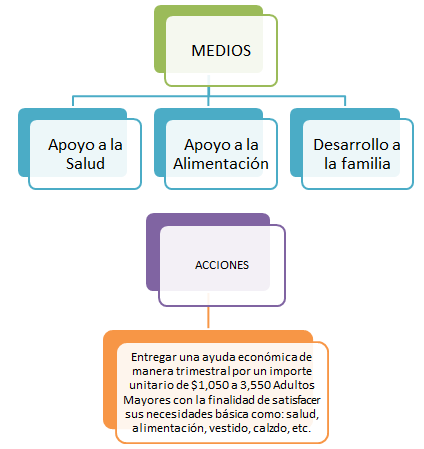 MEDIOS
Apoyo a la
Salud
Apoyo a la
Alimentación
Desarrollo a
la familia
ACCIONES
Entregar una ayuda económica de
manera trimestral por un importe
unitario de $1,050 a 3,550 Adultos
Mayores con la finalidad de satisfacer
sus necesidades básica como: salud,
alimentación, vestido, calzdo, etc.